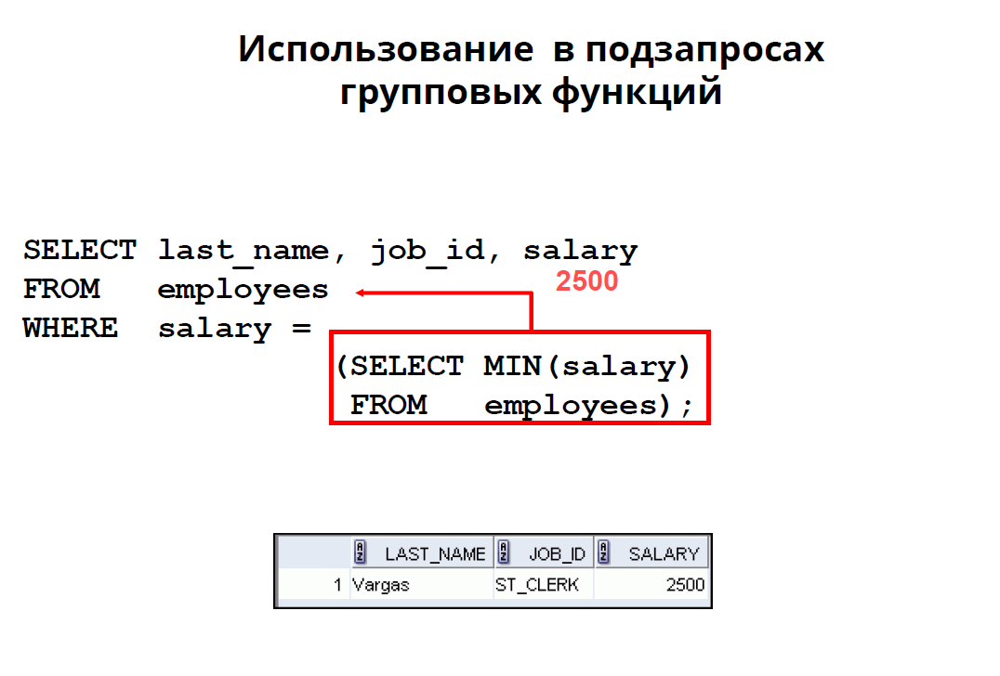 Использование в подзапросах
групповых функций
SELECT last_name, job_id, salary
2500
FROM employees
WHERE salary =
(SELECT MIN(salary)
FROM employees);
LAST_NAME JOB_ID SALARY
1 Vargas ST_CLERK 2500